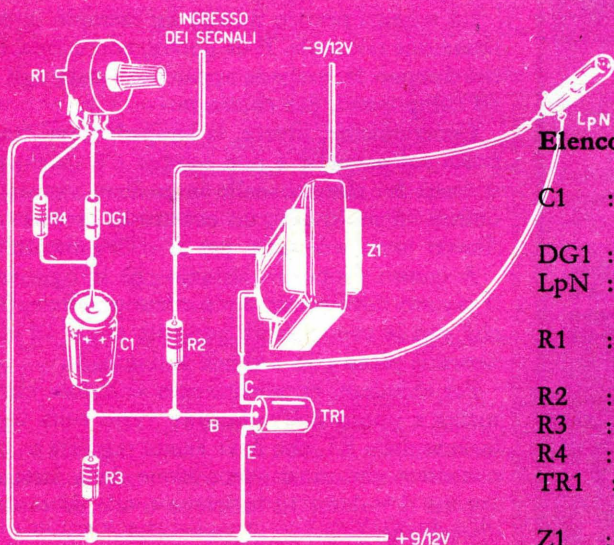 INGRESSO
DEI SEGNALI
-9/12V
R1
LpN
R4
DG1
Z1
C1
++
R2
C
TR1
B
E
R3
+9/12V
Elenco
C1 :
DG1 :
LpN :
R1 :
R2 :
R3 :
R4 :
TR1 :
Z1 :